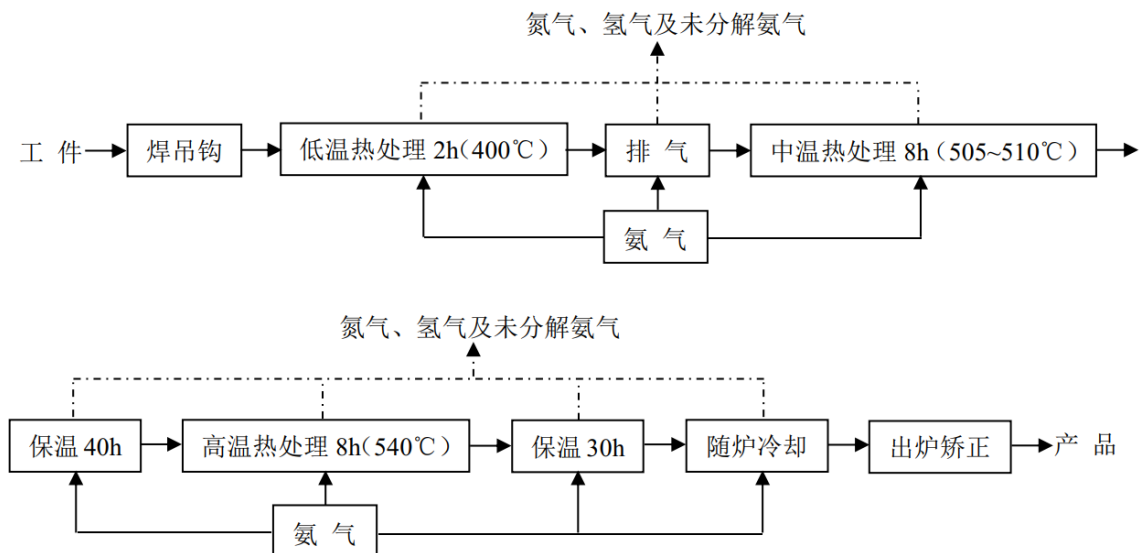 氮气、氢气及未分解氨气
工件
焊吊钩
低温热处理 2h(400℃)
排气
中温热处理 8h(505~510℃)
氨气
氮气、氢气及未分解氨气
保温 40h
高温热处理 8h(540℃)
保温 30h
随炉冷却
出炉矫正
产品
氨气